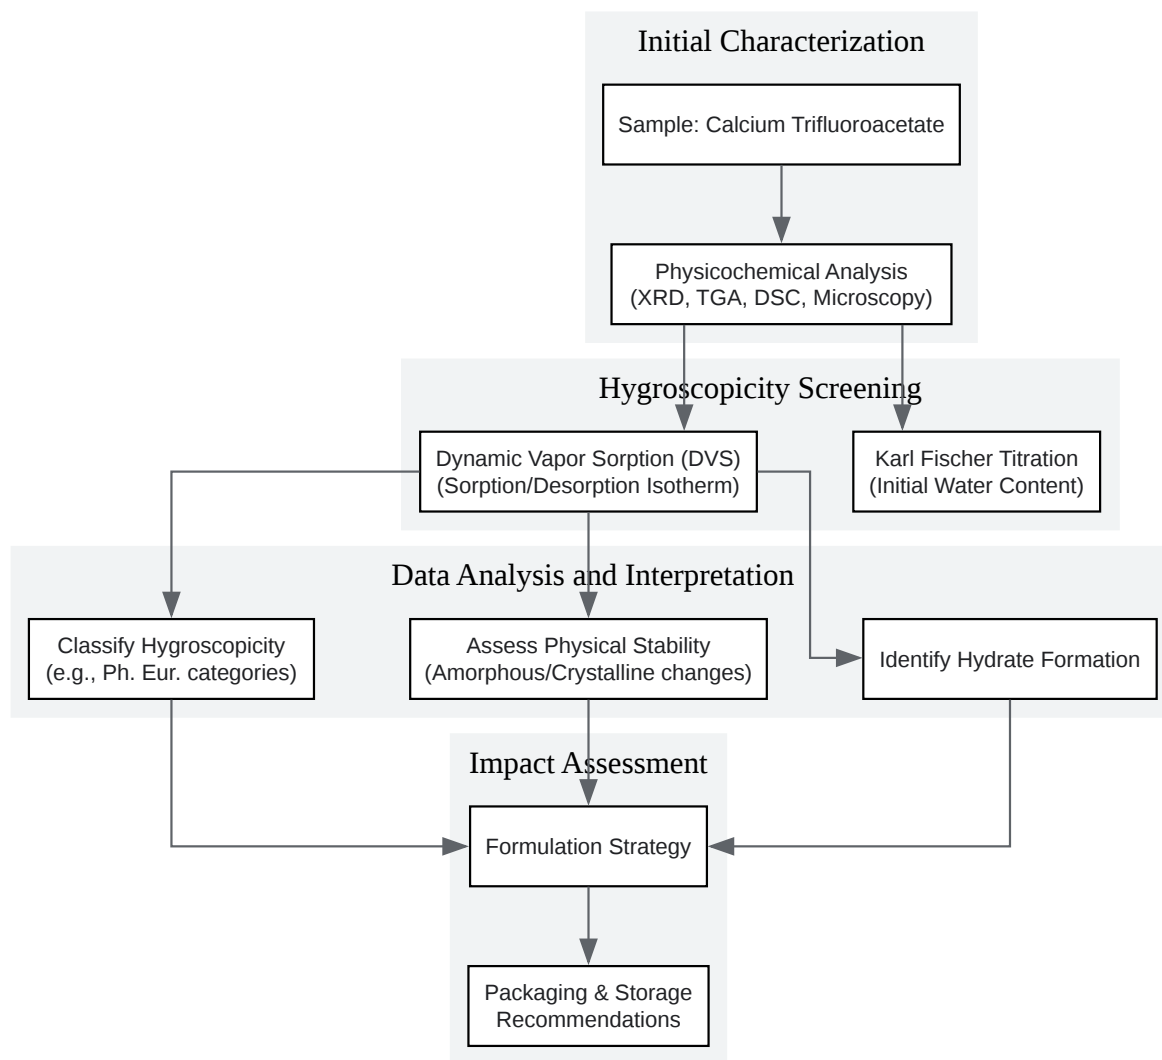 Initial Characterization
Sample: Calcium Trifluoroacetate
Physicochemical Analysis
(XRD, TGA, DSC, Microscopy)
Hygroscopicity Screening
Dynamic Vapor Sorption (DVS)
(Sorption/Desorption Isotherm)
Karl Fischer Titration
(Initial Water Content)
Data Analysis and Interpretation
Classify Hygroscopicity
(e.g., Ph. Eur. categories)
Assess Physical Stability
(Amorphous/Crystalline changes)
Identify Hydrate Formation
Impact Assessment
Formulation Strategy
Packaging & Storage
Recommendations